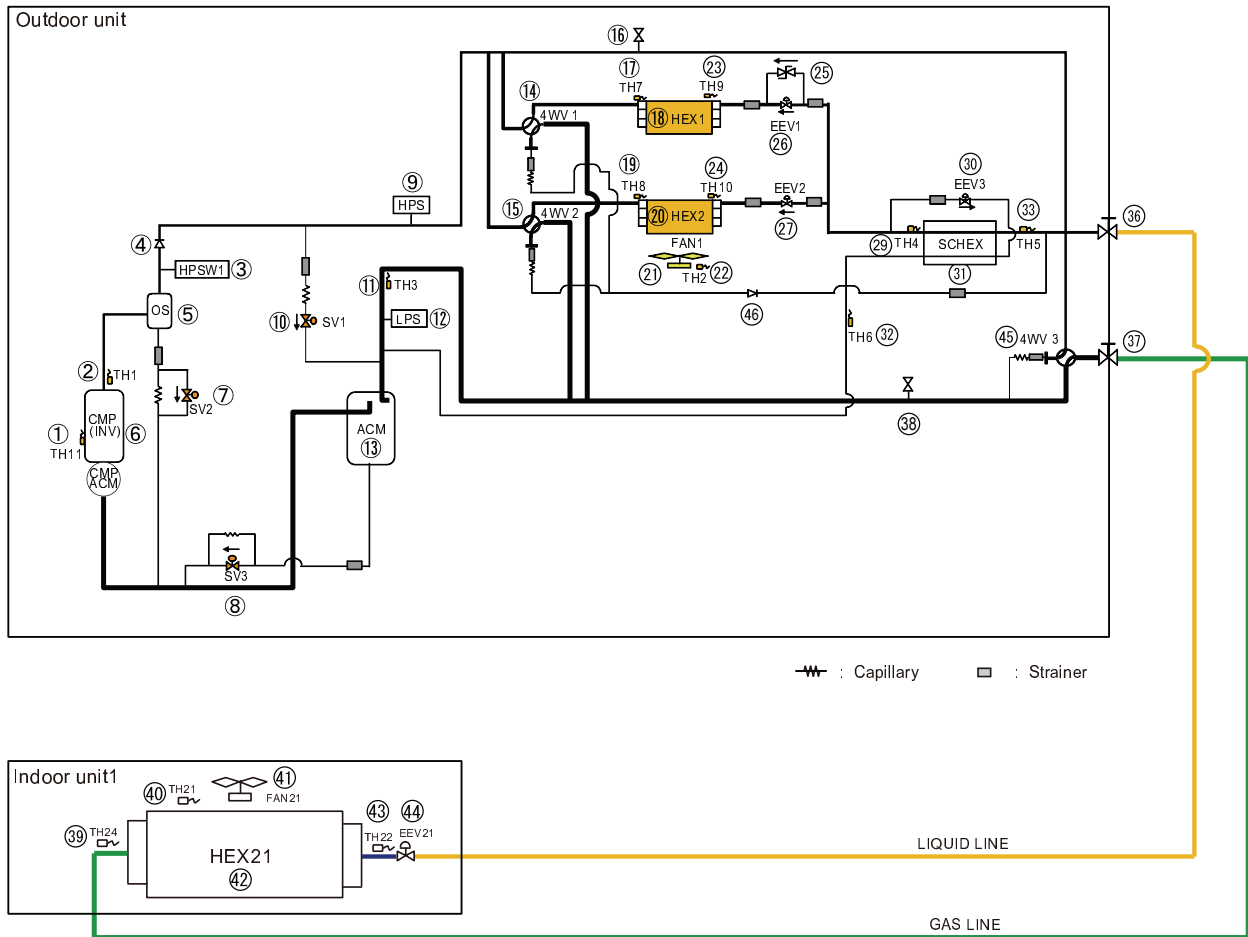 Outdoor unit
⑯
⑰
TH7
㉓
TH9
㉕
⑭
4WV 1
⑱ HEX1
EEV1
㉖
⑲
TH8
㉔
TH10
EEV2
㉚
EEV3
⑨
HPS
⑮
4WV 2
⑳ HEX2
㉗
㉝
㊱
④
FAN1
㉙
TH4
SCHEX
TH5
HPSW1
③
㉑
TH2
㉒
㉛
⑪
TH3
OS
⑤
⑩
SV1
LPS
⑫
㊻
TH6
㉜
㊺
4WV 3
㊲
②
TH1
SV2
⑦
①
TH11
CMP
(INV)
⑥
ACM
⑬
㊳
CMP
ACM
SV3
⑧
: Capillary
: Strainer
Indoor unit1
㊵
TH21
㊶
FAN21
㊴
TH24
㊸
TH22
㊹
EEV21
HEX21
㊷
LIQUID LINE
GAS LINE